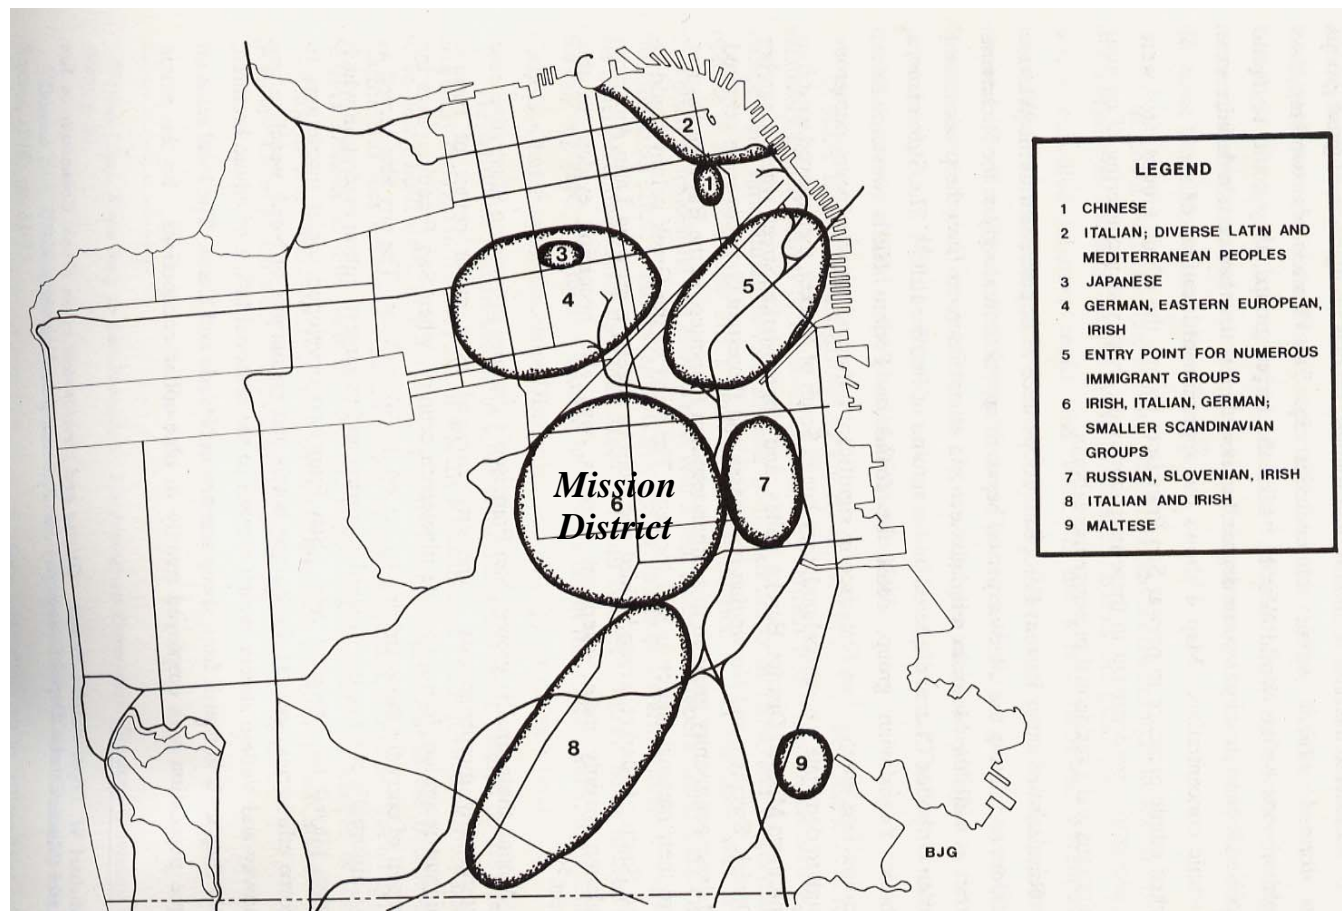 2
1
3
4
5
Mission
6
District
7
8
9
BJG
LEGEND
1 CHINESE
2 ITALIAN; DIVERSE LATIN AND
MEDITERRANEAN PEOPLES
3 JAPANESE
4 GERMAN, EASTERN EUROPEAN,
IRISH
5 ENTRY POINT FOR NUMEROUS
IMMIGRANT GROUPS
6 IRISH, ITALIAN, GERMAN;
SMALLER SCANDINAVIAN
GROUPS
7 RUSSIAN, SLOVENIAN, IRISH
8 ITALIAN AND IRISH
9 MALTESE